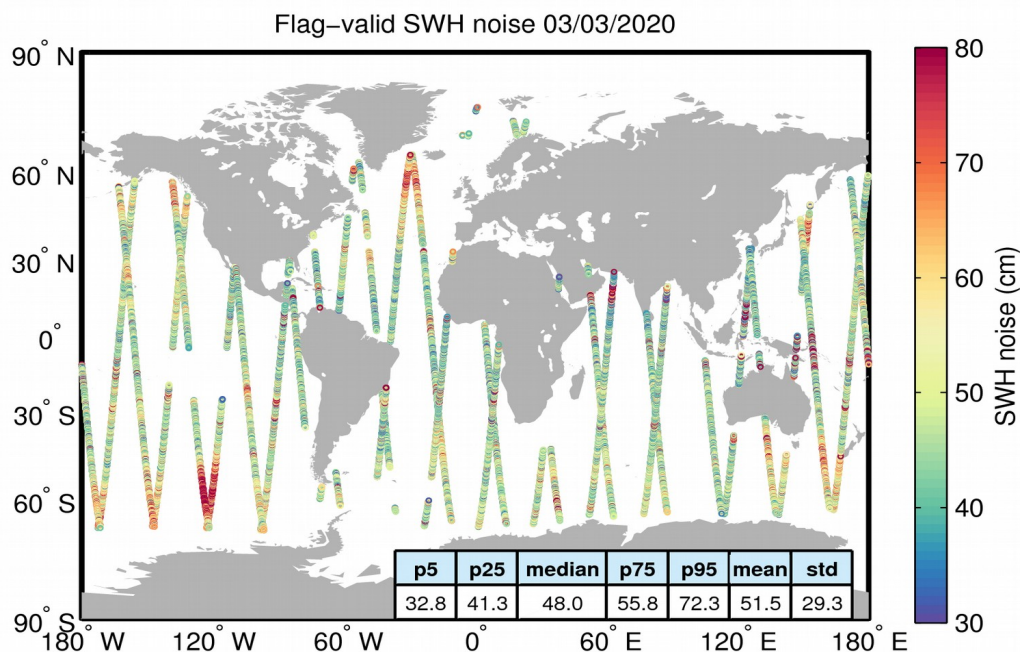 Flag−valid SWH noise 03/03/2020
90° N
60° N
30° N
0°
30° S
60° S
90° S
180° W
120° W
60° W
0°
60° E
120° E
180° E
p5 p25 median p75 p95 mean std
32.8 41.3 48.0 55.8 72.3 51.5 29.3
80
70
60
50
40
30
SWH noise (cm)